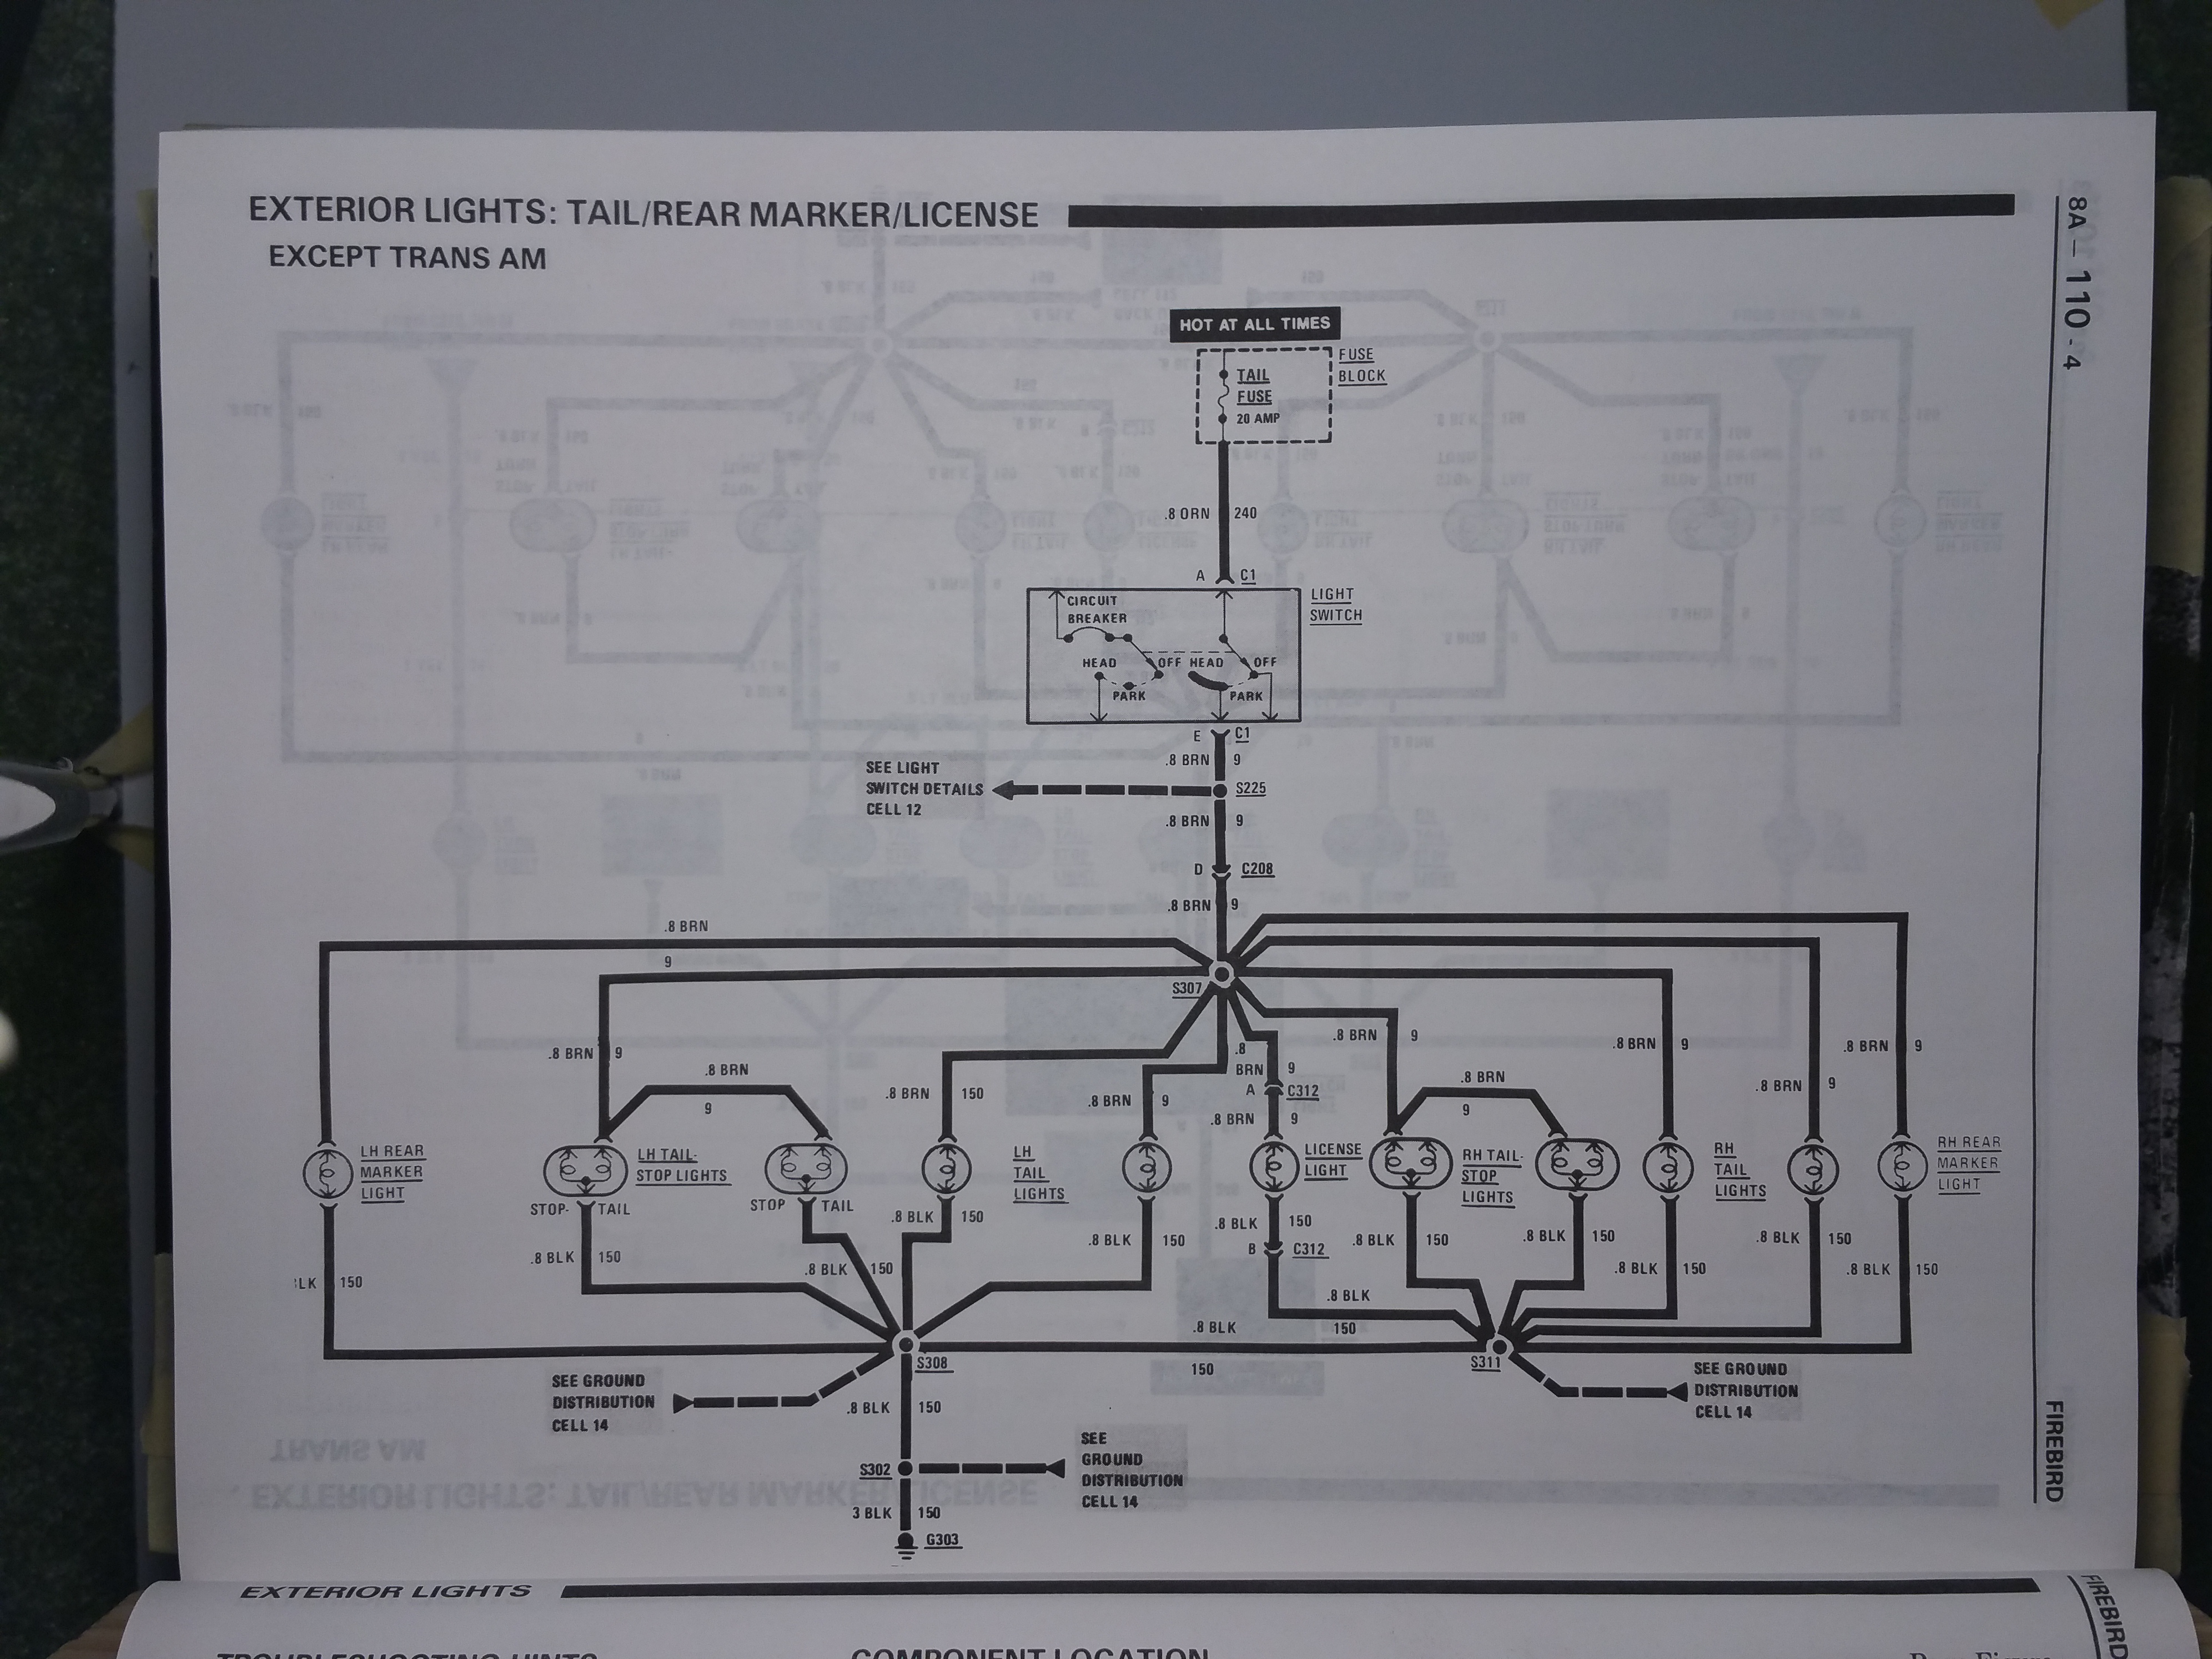 EXTERIOR LIGHTS: TAIL/REAR MARKER/LICENSE
EXCEPT TRANS AM
8A - 110 - 4
FIREBIRD
HOT AT ALL TIMES
FUSE
BLOCK
TAIL
FUSE
20 AMP
.8 ORN 240
A C1
LIGHT
SWITCH
CIRCUIT
BREAKER
HEAD OFF HEAD OFF
PARK PARK
E C1
.8 BRN 9
SEE LIGHT
SWITCH DETAILS
CELL 12
S225
.8 BRN 9
D C208
.8 BRN 9
.8 BRN
9
S307
.8 BRN 9
.8 BRN
9
.8 BRN 150
.8 BRN 9
.8
BRN 9
A C312
.8 BRN 9
.8 BRN 9
.8 BRN
9
.8 BRN 9
.8 BRN 9
.8 BRN 9
LH REAR
MARKER
LIGHT
LH TAIL-
STOP LIGHTS
STOP- TAIL
STOP TAIL
LH
TAIL
LIGHTS
LICENSE
LIGHT
RH TAIL-
STOP
LIGHTS
RH
TAIL
LIGHTS
RH REAR
MARKER
LIGHT
LK 150
.8 BLK 150
.8 BLK 150
.8 BLK 150
.8 BLK 150
.8 BLK 150
B C312
.8 BLK 150
.8 BLK 150
.8 BLK 150
.8 BLK 150
.8 BLK 150
.8 BLK
150
.8 BLK
150
S308
S311
SEE GROUND
DISTRIBUTION
CELL 14
SEE GROUND
DISTRIBUTION
CELL 14
.8 BLK 150
S302
SEE
GROUND
DISTRIBUTION
CELL 14
3 BLK 150
G303
EXTERIOR LIGHTS
FIREBIRD
TROUBLESHOOTING HINTS
COMPONENT LOCATION